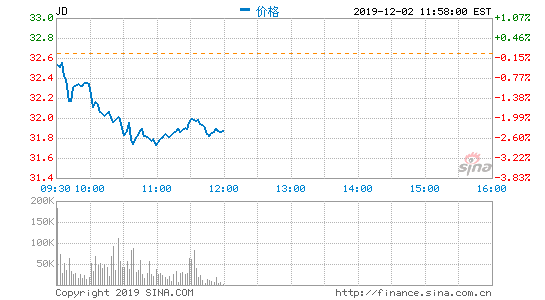 JD 价格 2019-12-02 11:58:00 EST
33.0 1.07%
32.8 0.46%
32.6 0.15%
32.4 0.77%
32.2 1.38%
32.0 1.99%
31.8 2.60%
31.6 3.22%
31.4 3.83%
sina
09:30 10:00 11:00 12:00 13:00 14:00 15:00 16:00
200K
150K
100K
50K
Copyright 2019 SINA.COM http://finance.sina.com.cn